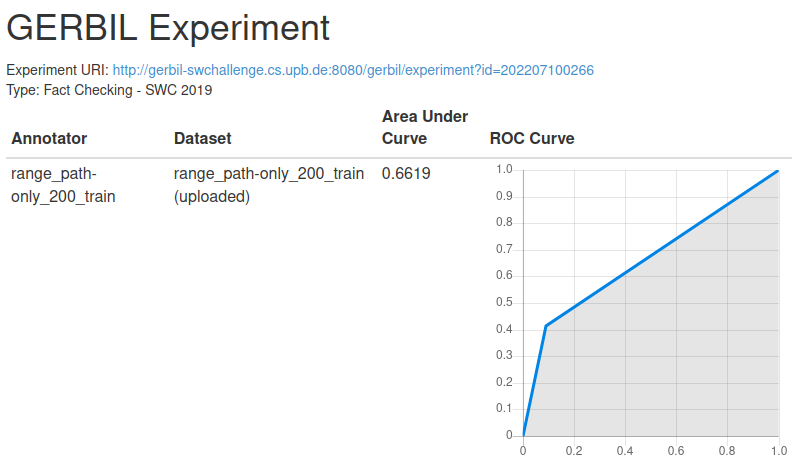 GERBIL Experiment
Experiment URI: http://gerbil-swchallenge.cs.upb.de:8080/gerbil/experiment?id=202207100266
Type: Fact Checking - SWC 2019
Area Under
Annotator Dataset Curve ROC Curve
range_path- range_path-only_200_train 0.6619
only_200_train (uploaded)
1.0
0.9
0.8
0.7
0.6
0.5
0.4
0.3
0.2
0.1
0
0 0.2 0.4 0.6 0.8 1.0